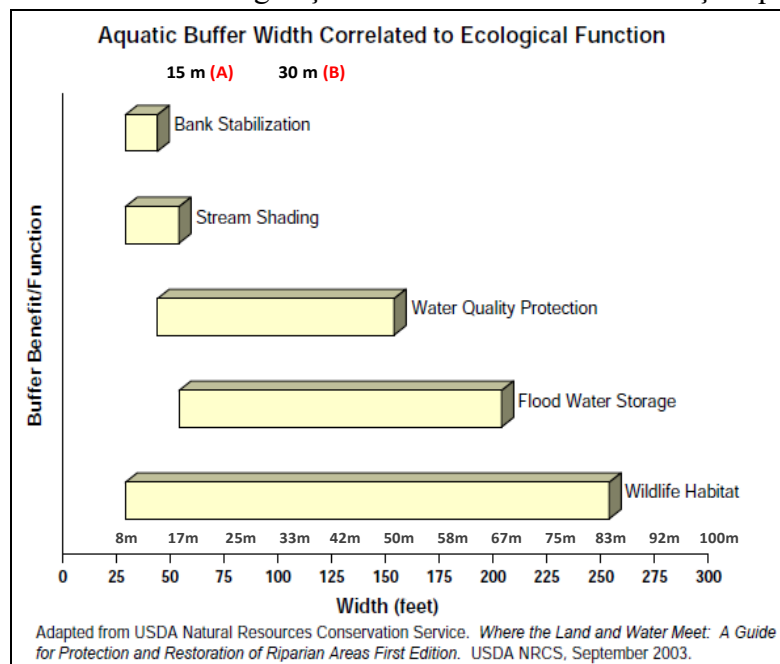 Aquatic Buffer Width Correlated to Ecological Function
15 m (A) 30 m (B)
Bank Stabilization
Stream Shading
Water Quality Protection
Flood Water Storage
Wildlife Habitat
Buffer Benefit/Function
8m 17m 25m 33m 42m 50m 58m 67m 75m 83m 92m 100m
0 25 50 75 100 125 150 175 200 225 250 275 300
Width (feet)
Adapted from USDA Natural Resources Conservation Service. Where the Land and Water Meet: A Guide
for Protection and Restoration of Riparian Areas First Edition. USDA NRCS, September 2003.